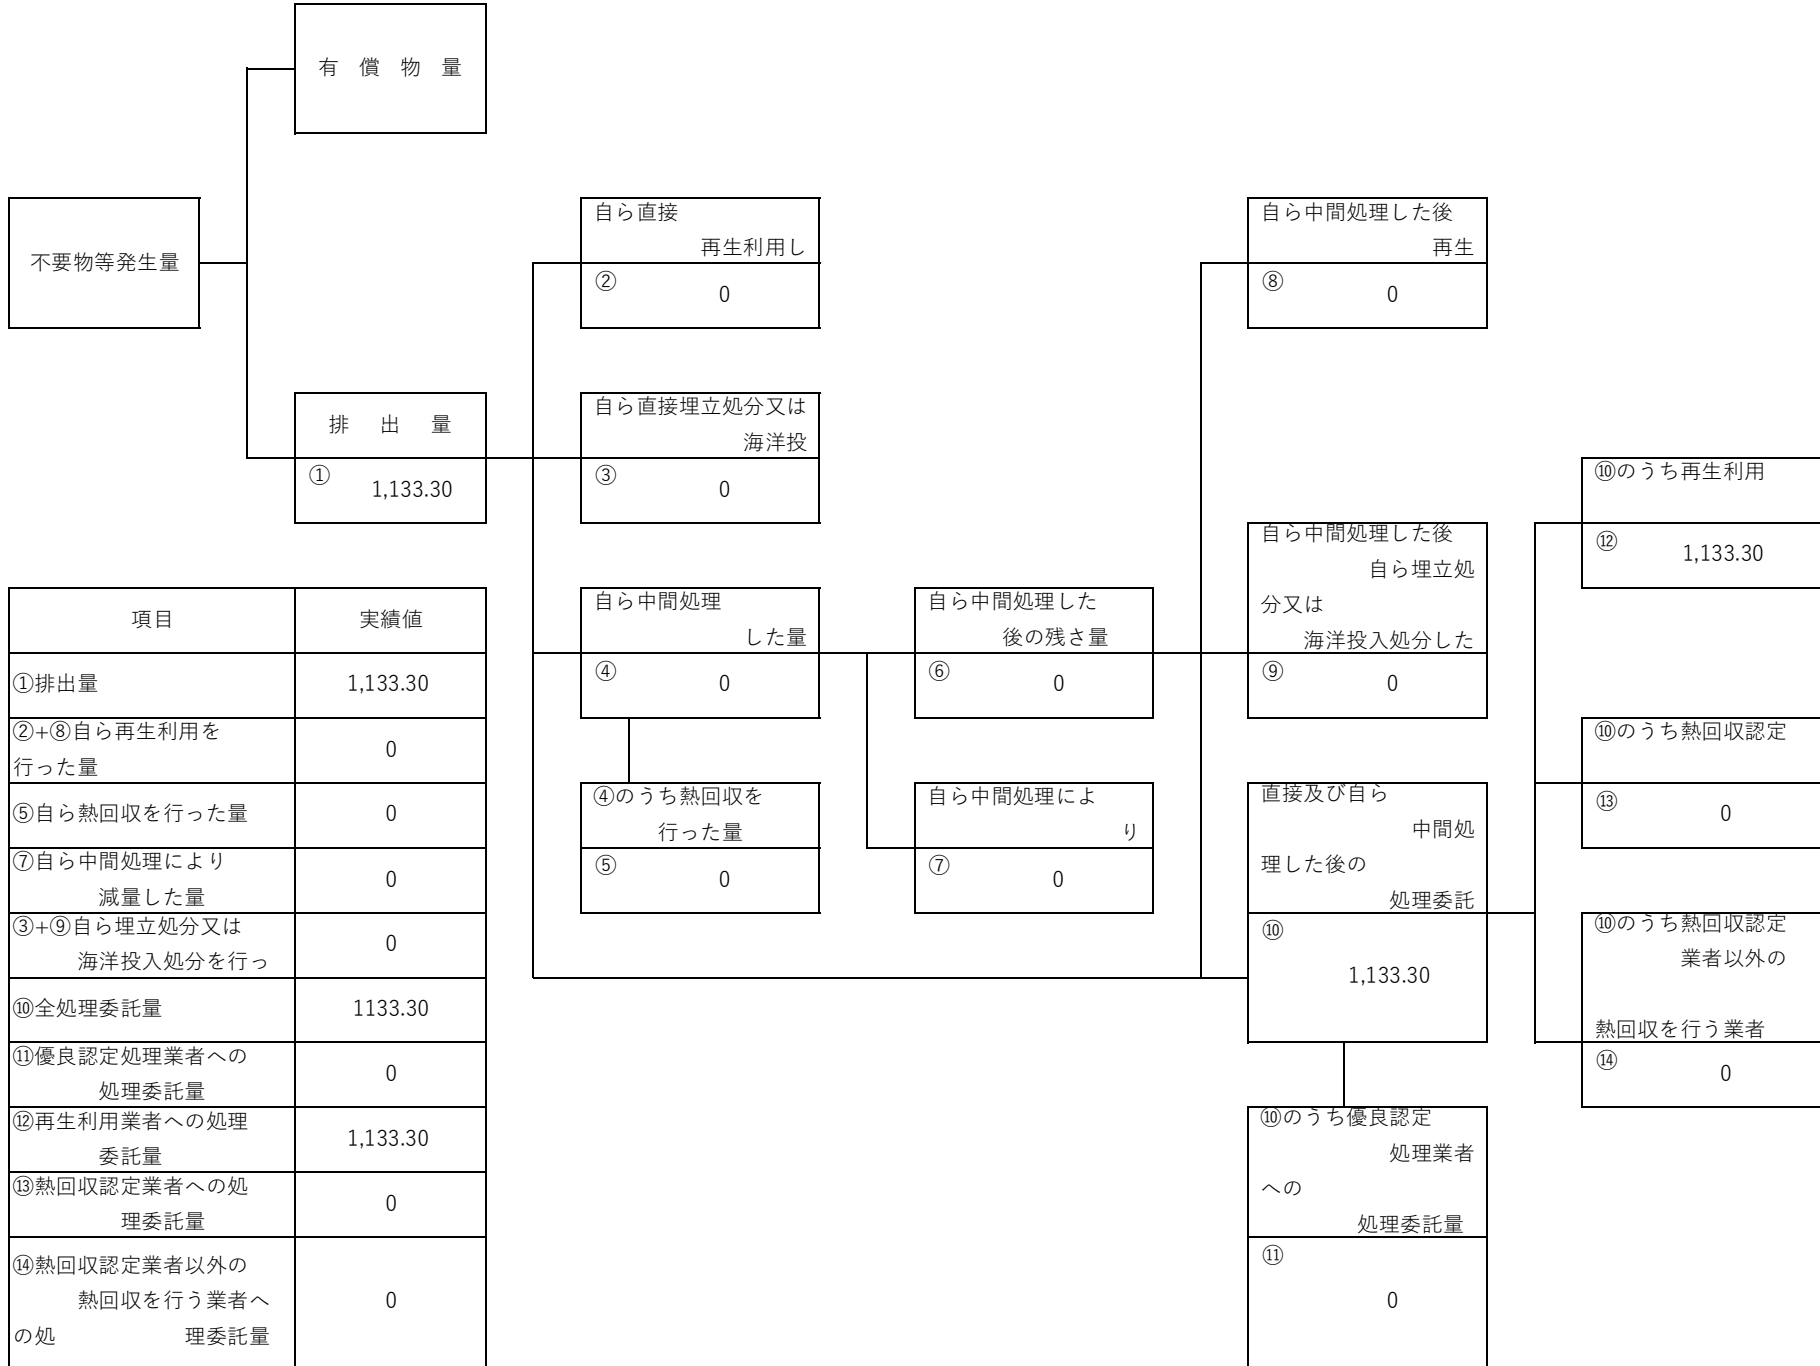 有 償 物 量
不要物等発生量
自ら直接
再生利用し
② 0
自ら中間処理した後
再生
⑧ 0
排 出 量
① 1,133.30
自ら直接埋立処分又は
海洋投
③ 0
自ら中間処理
した量
④ 0
自ら中間処理した
後の残さ量
⑥ 0
自ら中間処理した後
自ら埋立処
分又は
海洋投入処分した
⑨ 0
⑩のうち再生利用
⑫ 1,133.30
④のうち熱回収を
行った量
⑤ 0
自ら中間処理によ
り
⑦ 0
直接及び自ら
中間処
理した後の
処理委託
⑩
1,133.30
⑩のうち熱回収認定
⑬ 0
⑩のうち熱回収認定
業者以外の
熱回収を行う業者
⑭ 0
⑩のうち優良認定
処理業者
への
処理委託量
⑪
0
項目 実績値
①排出量 1,133.30
②+⑧自ら再生利用を
行った量 0
⑤自ら熱回収を行った量 0
⑦自ら中間処理により
減量した量 0
③+⑨自ら埋立処分又は
海洋投入処分を行っ 0
⑩全処理委託量 1133.30
⑪優良認定処理業者への
処理委託量 0
⑫再生利用業者への処理
委託量 1,133.30
⑬熱回収認定業者への処
理委託量 0
⑭熱回収認定業者以外の
熱回収を行う業者へ 0
の処 理委託量